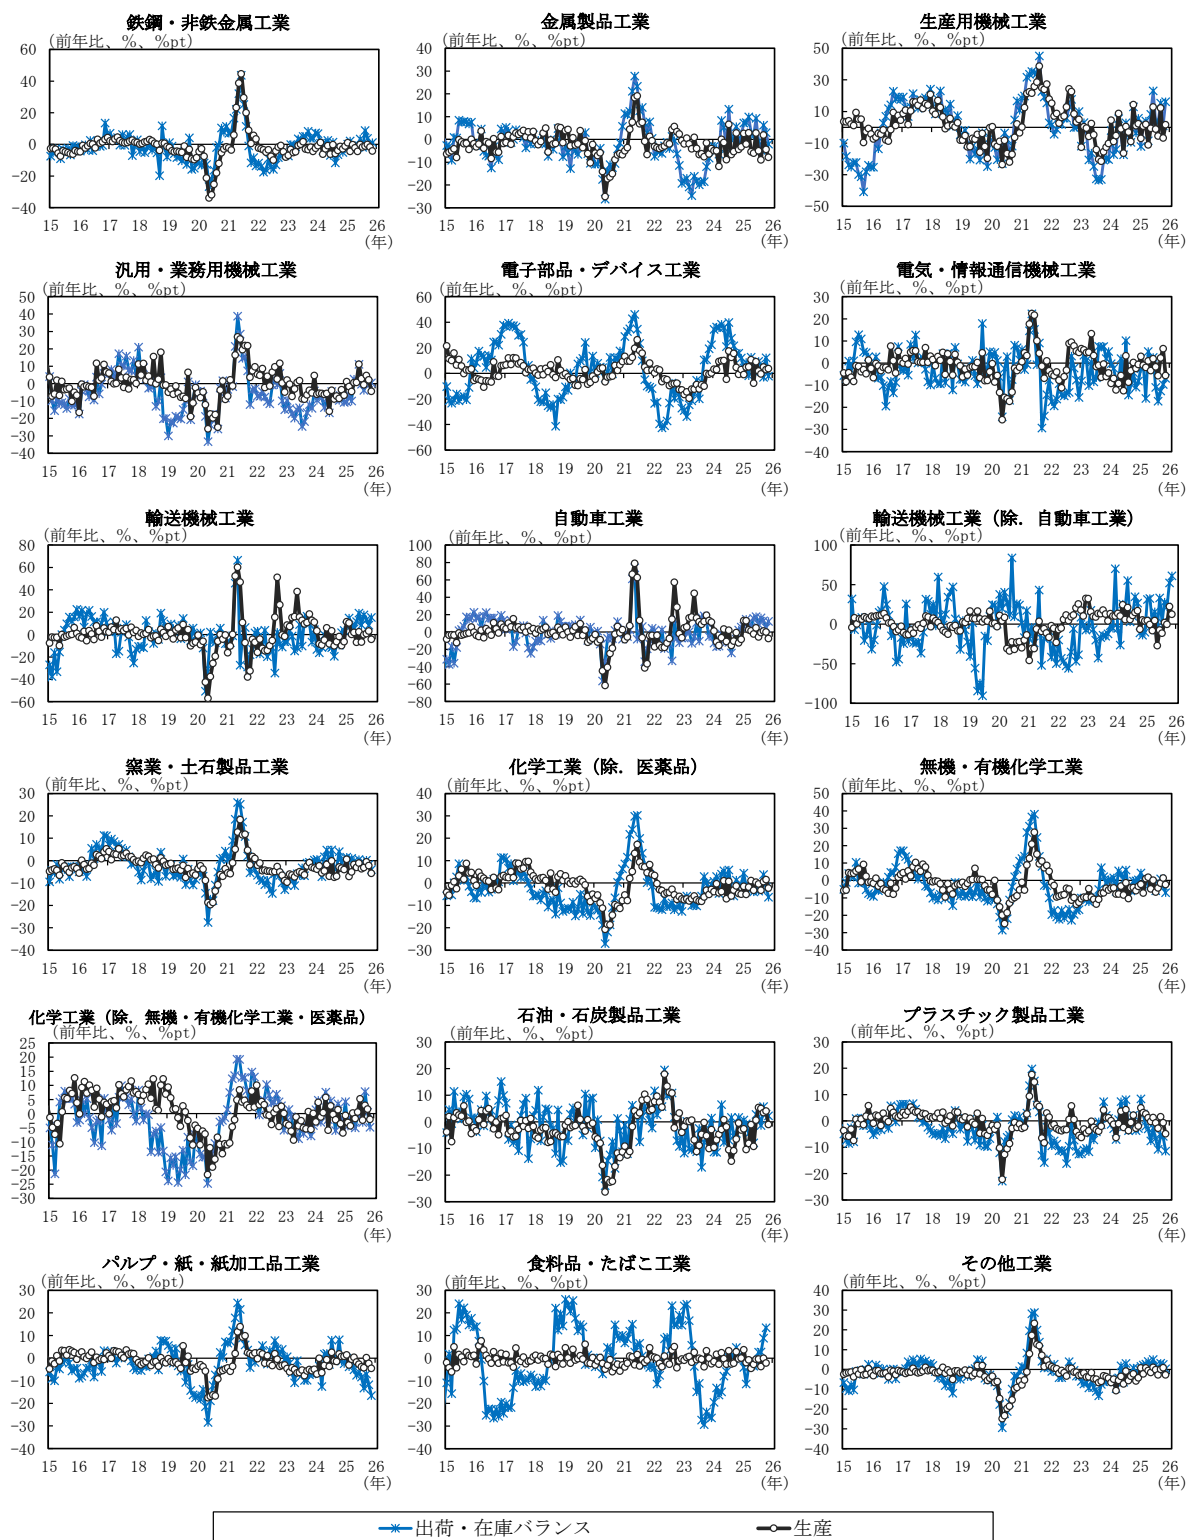 鉄鋼・非鉄金属工業 金属製品工業 生産用機械工業
(前年比、%、%pt) (前年比、%、%pt) (前年比、%、%pt)
60 40 20 0 −20 −40
40 30 20 10 0 −10 −20 −30
50 30 10 −10 −30 −50
15 16 17 18 19 20 21 22 23 24 25 26 15 16 17 18 19 20 21 22 23 24 25 26 15 16 17 18 19 20 21 22 23 24 25 26
(年) (年) (年)
汎用・業務用機械工業 電子部品・デバイス工業 電気・情報通信機械工業
(前年比、%、%pt) (前年比、%、%pt) (前年比、%、%pt)
50 40 30 20 10 0 −10 −20 −30 −40
60 40 20 0 −20 −40 −60
30 20 10 0 −10 −20 −30 −40
15 16 17 18 19 20 21 22 23 24 25 26 15 16 17 18 19 20 21 22 23 24 25 26 15 16 17 18 19 20 21 22 23 24 25 26
(年) (年) (年)
輸送機械工業 自動車工業 輸送機械工業（除．自動車工業）
(前年比、%、%pt) (前年比、%、%pt) (前年比、%、%pt)
80 60 40 20 0 −20 −40 −60
100 80 60 40 20 0 −20 −40 −60 −80
100 50 0 −50 −100
15 16 17 18 19 20 21 22 23 24 25 26 15 16 17 18 19 20 21 22 23 24 25 26 15 16 17 18 19 20 21 22 23 24 25 26
(年) (年) (年)
窯業・土石製品工業 化学工業（除．医薬品） 無機・有機化学工業
(前年比、%、%pt) (前年比、%、%pt) (前年比、%、%pt)
30 20 10 0 −10 −20 −30 −40
40 30 20 10 0 −10 −20 −30
50 40 30 20 10 0 −10 −20 −30 −40
15 16 17 18 19 20 21 22 23 24 25 26 15 16 17 18 19 20 21 22 23 24 25 26 15 16 17 18 19 20 21 22 23 24 25 26
(年) (年) (年)
化学工業（除．無機・有機化学工業・医薬品） 石油・石炭製品工業 プラスチック製品工業
(前年比、%、%pt) (前年比、%、%pt) (前年比、%、%pt)
25 20 15 10 5 0 −5 −10 −15 −20 −25 −30
30 20 10 0 −10 −20 −30
30 20 10 0 −10 −20 −30
15 16 17 18 19 20 21 22 23 24 25 26 15 16 17 18 19 20 21 22 23 24 25 26 15 16 17 18 19 20 21 22 23 24 25 26
(年) (年) (年)
パルプ・紙・紙加工品工業 食料品・たばこ工業 その他工業
(前年比、%、%pt) (前年比、%、%pt) (前年比、%、%pt)
30 20 10 0 −10 −20 −30 −40
30 20 10 0 −10 −20 −30 −40
40 30 20 10 0 −10 −20 −30 −40
15 16 17 18 19 20 21 22 23 24 25 26 15 16 17 18 19 20 21 22 23 24 25 26 15 16 17 18 19 20 21 22 23 24 25 26
(年) (年) (年)
出荷・在庫バランス 生産